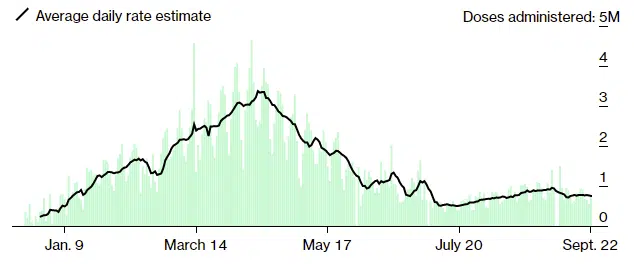 Average daily rate estimate
Doses administered: 5M
4
3
2
1
0
Jan. 9 March 14 May 17 July 20 Sept. 22